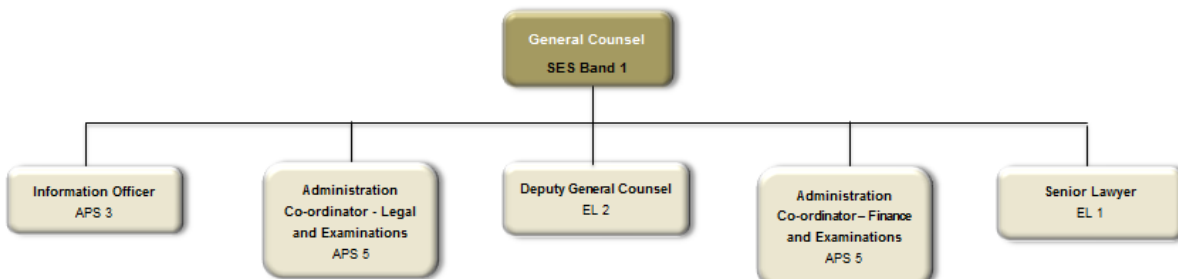 General Counsel
SES Band 1
Information Officer
APS 3
Administration
Co-ordinator - Legal
and Examinations
APS 5
Deputy General Counsel
EL 2
Administration
Co-ordinator – Finance
and Examinations
APS 5
Senior Lawyer
EL 1